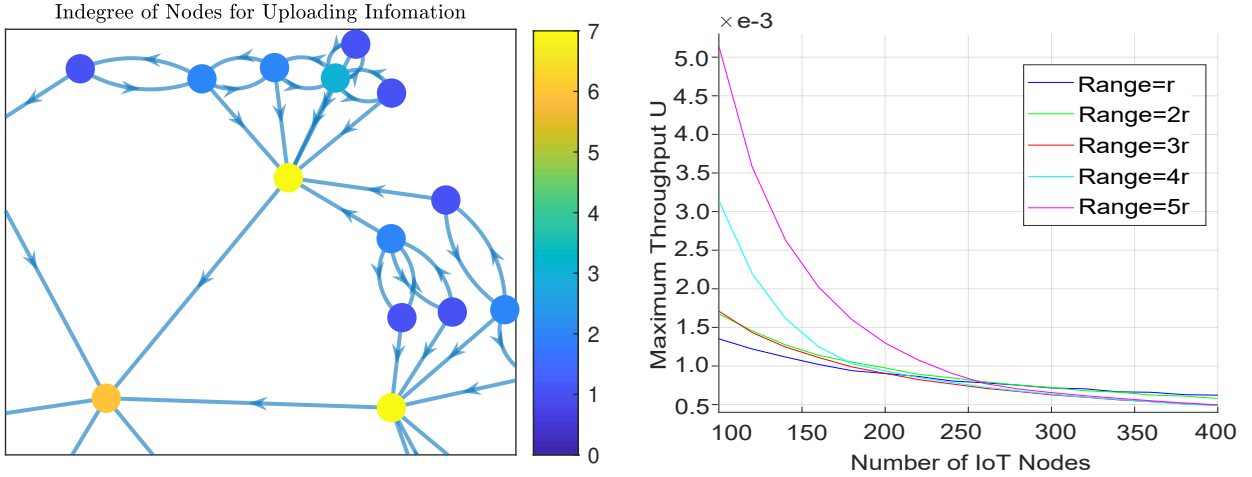 Indegree of Nodes for Uploading Infomation
7
6
5
4
3
2
1
0
× e-3
5.0
4.5
4.0
3.5
3.0
2.5
2.0
1.5
1.0
0.5
Maximum Throughput U
Range=r
Range=2r
Range=3r
Range=4r
Range=5r
100 150 200 250 300 350 400
Number of IoT Nodes